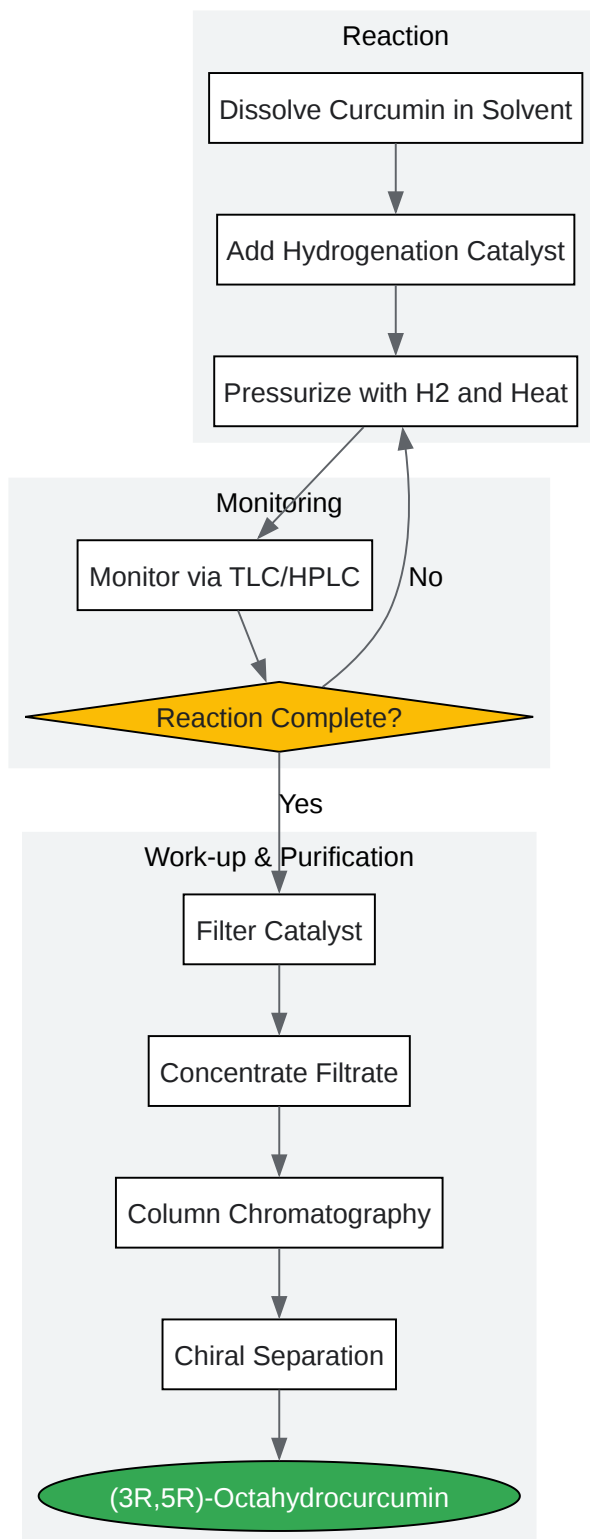 Reaction
Dissolve Curcumin in Solvent
Add Hydrogenation Catalyst
Pressurize with H2 and Heat
Monitoring
Monitor via TLC/HPLC
No
Reaction Complete?
Yes
Work-up & Purification
Filter Catalyst
Concentrate Filtrate
Column Chromatography
Chiral Separation
(3R,5R)-Octahydrocurcumin